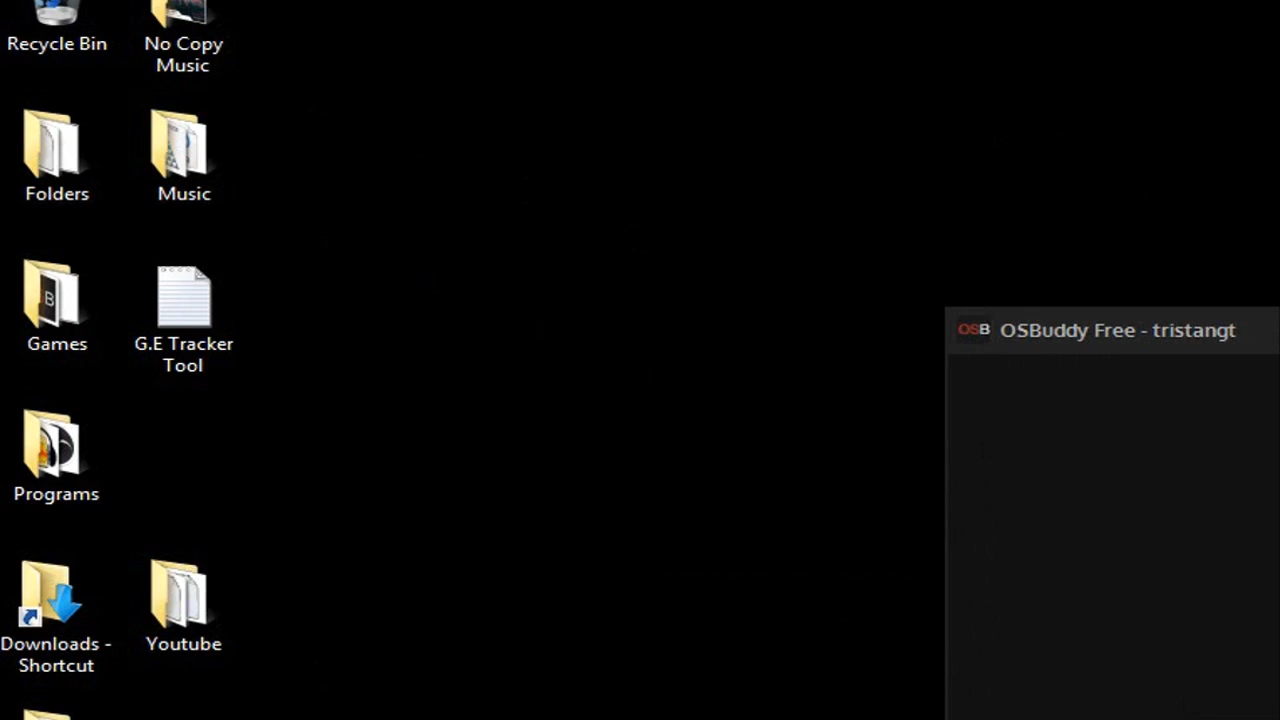 Recycle Bin
No Copy
Music
Folders
Music
Games
G.E Tracker
Tool
OSB OSBuddy Free - tristangt
Programs
Downloads -
Shortcut
Youtube